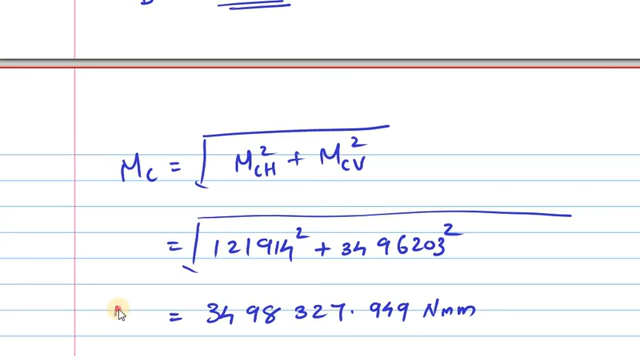 M_C = √(M_CH² + M_CV²)
= √(121914² + 3496203²)
= 3498327.949 Nmm